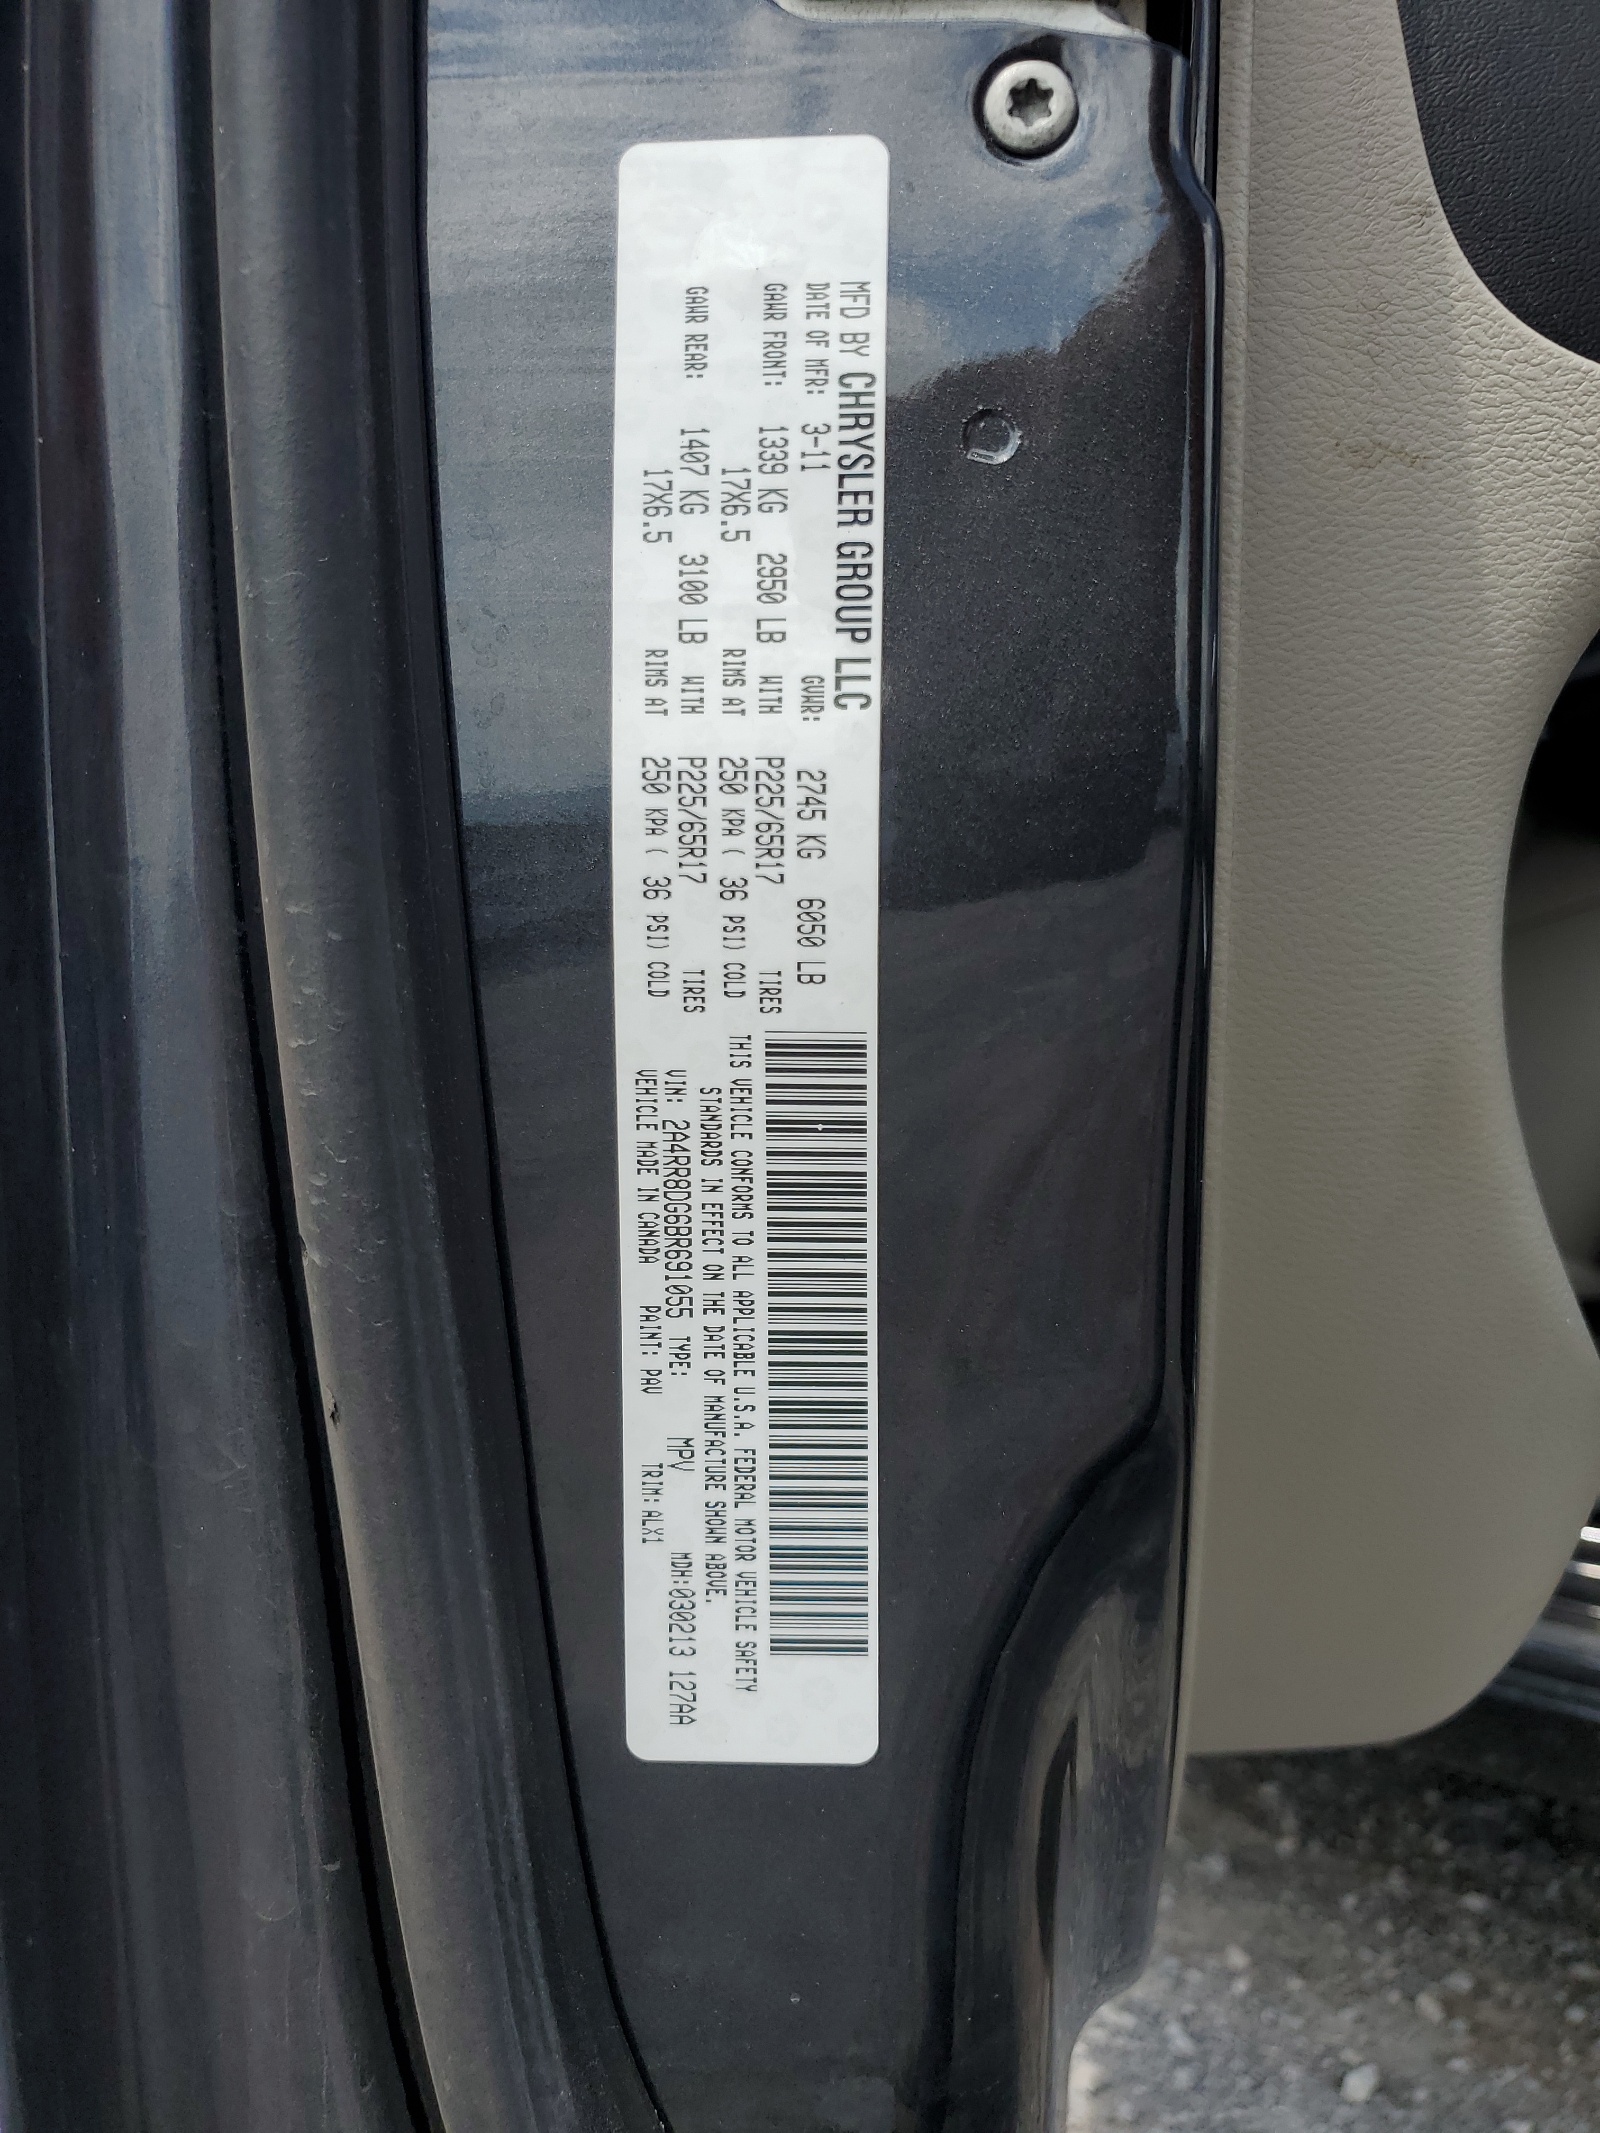 MFD BY CHRYSLER GROUP LLC
DATE OF MFR: 3-11 GVWR: 2745 KG 6050 LB
GAWR FRONT: 1339 KG 2950 LB WITH P225/65R17 TIRES
17X6.5 RIMS AT 250 KPA ( 36 PSI) COLD
GAWR REAR: 1407 KG 3100 LB WITH P225/65R17 TIRES
17X6.5 RIMS AT 250 KPA ( 36 PSI) COLD
THIS VEHICLE CONFORMS TO ALL APPLICABLE U.S.A. FEDERAL MOTOR VEHICLE SAFETY
STANDARDS IN EFFECT ON THE DATE OF MANUFACTURE SHOWN ABOVE.
VIN: 2A4RR8DG6BR691055 TYPE: MPV MDH:030213 127AA
VEHICLE MADE IN CANADA PAINT: PAV TRIM:ALX1